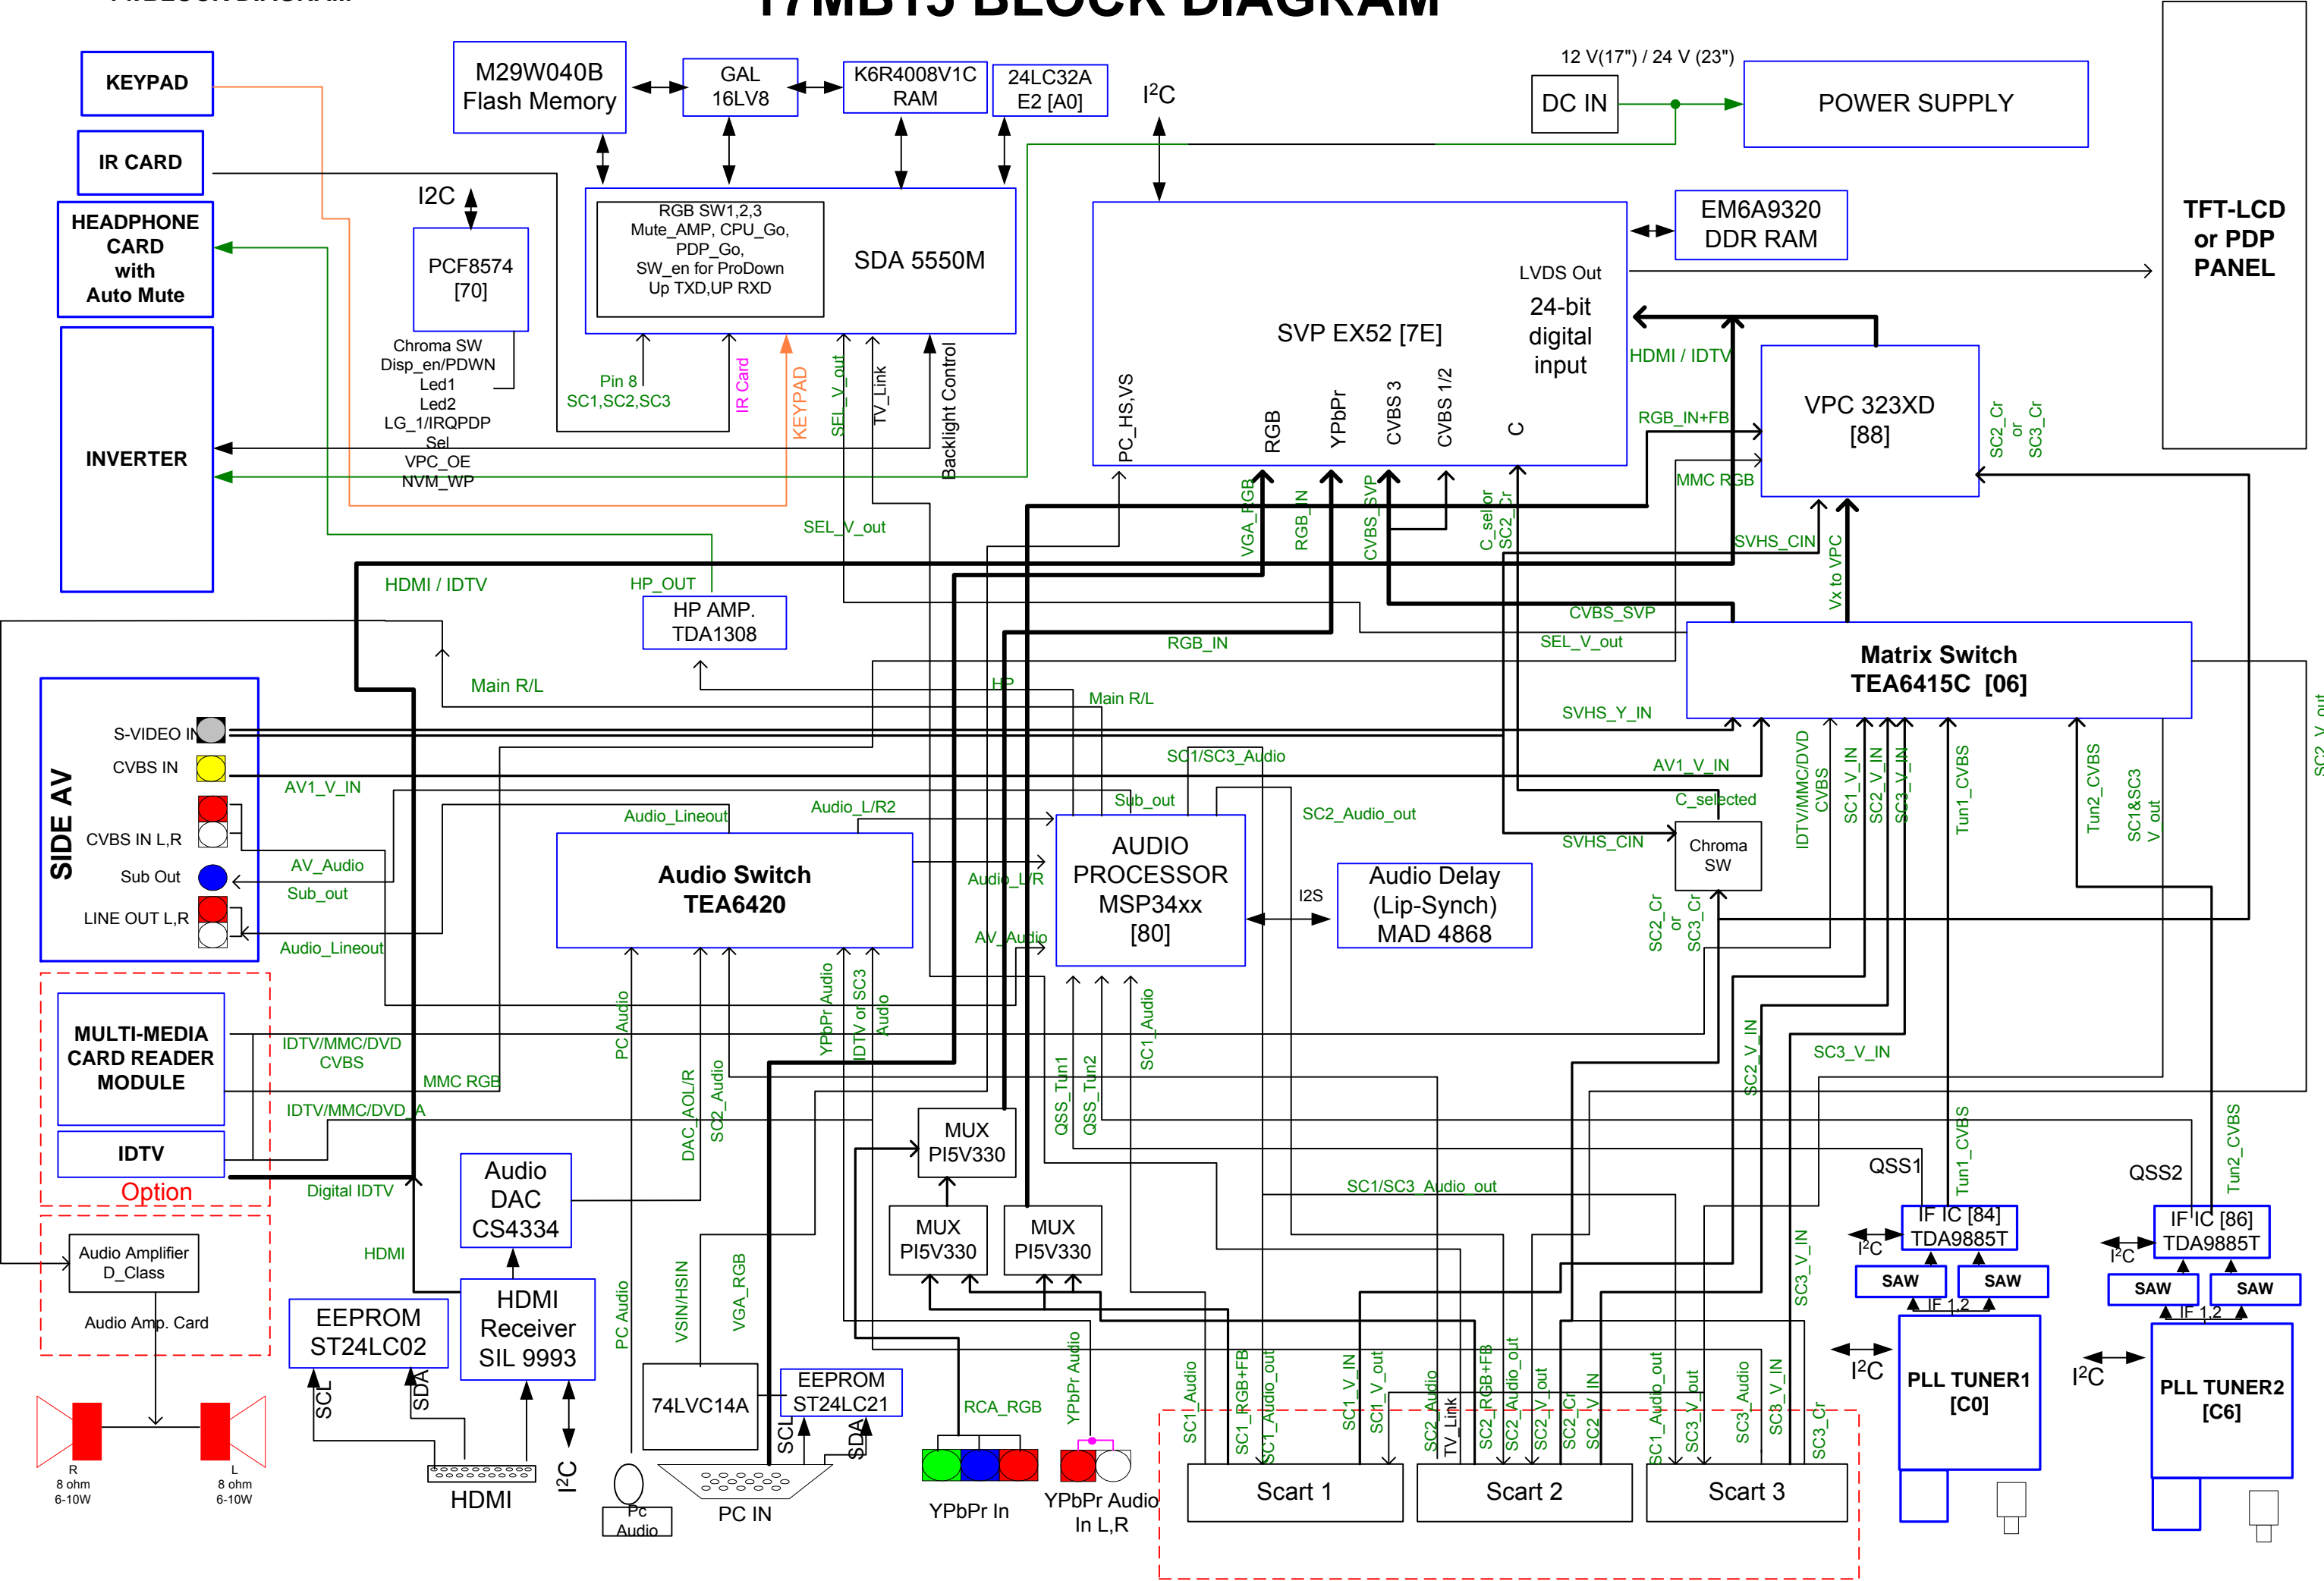 17MB15 BLOCK DIAGRAM
KEYPAD
IR CARD
HEADPHONE
CARD
with
Auto Mute
INVERTER
M29W040B
Flash Memory
GAL
16LV8
K6R4008V1C
RAM
24LC32A
E2 [A0]
I²C
12 V(17") / 24 V (23")
DC IN
POWER SUPPLY
TFT-LCD
or PDP
PANEL
I2C
PCF8574
[70]
Chroma SW
Disp_en/PDWN
Led1
Led2
LG_1/IRQPDP
Sel
VPC_OE
NVM_WP
RGB SW1,2,3
Mute_AMP, CPU_Go,
PDP_Go,
SW_en for ProDown
Up TXD,UP RXD
SDA 5550M
Pin 8
SC1,SC2,SC3
IR Card
KEYPAD
SEL_V_out
TV_Link
Backlight Control
SEL_V_out
EM6A9320
DDR RAM
LVDS Out
24-bit
digital
input
SVP EX52 [7E]
PC_HS,VS
RGB
YPbPr
CVBS 3
CVBS 1/2
C
HDMI / IDTV
VPC 323XD
[88]
RGB_IN+FB
MMC RGB
SC2_Cr
or
SC3_Cr
VGA_RGB
RGB_IN
CVBS_SVP
C_sel or
SC2_Cr
SVHS_CIN
Vx to VPC
HDMI / IDTV
HP_OUT
HP AMP.
TDA1308
RGB_IN
CVBS_SVP
SEL_V_out
Matrix Switch
TEA6415C [06]
Main R/L
HP
Main R/L
SVHS_Y_IN
SC2_V_out
SIDE AV
S-VIDEO IN
CVBS IN
CVBS IN L,R
Sub Out
LINE OUT L,R
AV1_V_IN
AV_Audio
Sub_out
Audio_Lineout
SC1/SC3_Audio
AV1_V_IN
Audio_Lineout
Audio_L/R2
Sub_out
SC2_Audio_out
C_selected
IDTV/MMC/DVD
CVBS
SC1_V_IN
SC2_V_IN
SC3_V_IN
Tun1_CVBS
Tun2_CVBS
SC1&SC3
V_out
Audio Switch
TEA6420
Audio_L/R
AV_Audio
AUDIO
PROCESSOR
MSP34xx
[80]
I2S
Audio Delay
(Lip-Synch)
MAD 4868
SVHS_CIN
Chroma
SW
SC2_Cr
or
SC3_Cr
MULTI-MEDIA
CARD READER
MODULE
IDTV
Option
IDTV/MMC/DVD
CVBS
MMC RGB
IDTV/MMC/DVD_A
Digital IDTV
PC Audio
DAC_AOL/R
SC2_Audio
YPbPr Audio
IDTV or SC3
Audio
QSS_Tun1
QSS_Tun2
SC1_Audio
SC2_V_IN
SC3_V_IN
Audio
DAC
CS4334
MUX
PI5V330
MUX
PI5V330
MUX
PI5V330
SC1/SC3_Audio_out
SC3_V_IN
QSS1
Tun1_CVBS
QSS2
Tun2_CVBS
IF IC [84]
TDA9885T
I²C
SAW
SAW
IF 1,2
PLL TUNER1
[C0]
I²C
IF IC [86]
TDA9885T
I²C
SAW
SAW
IF 1,2
PLL TUNER2
[C6]
I²C
Audio Amplifier
D_Class
Audio Amp. Card
R
8 ohm
6-10W
L
8 ohm
6-10W
HDMI
EEPROM
ST24LC02
SCL
SDA
HDMI
Receiver
SIL 9993
HDMI
I²C
PC Audio
VSIN/HSIN
VGA_RGB
74LVC14A
EEPROM
ST24LC21
SCL
SDA
Pc
Audio
PC IN
RCA_RGB
YPbPr In
YPbPr Audio
YPbPr Audio
In L,R
SC1_Audio
SC1_RGB+FB
SC1_Audio_out
SC1_V_IN
SC1_V_out
SC2_Audio
TV_Link
SC2_RGB+FB
SC2_Audio_out
SC2_V_out
SC2_Cr
SC2_V_IN
SC1_Audio_out
SC3_V_out
SC3_Audio
SC3_V_IN
SC3_Cr
Scart 1
Scart 2
Scart 3